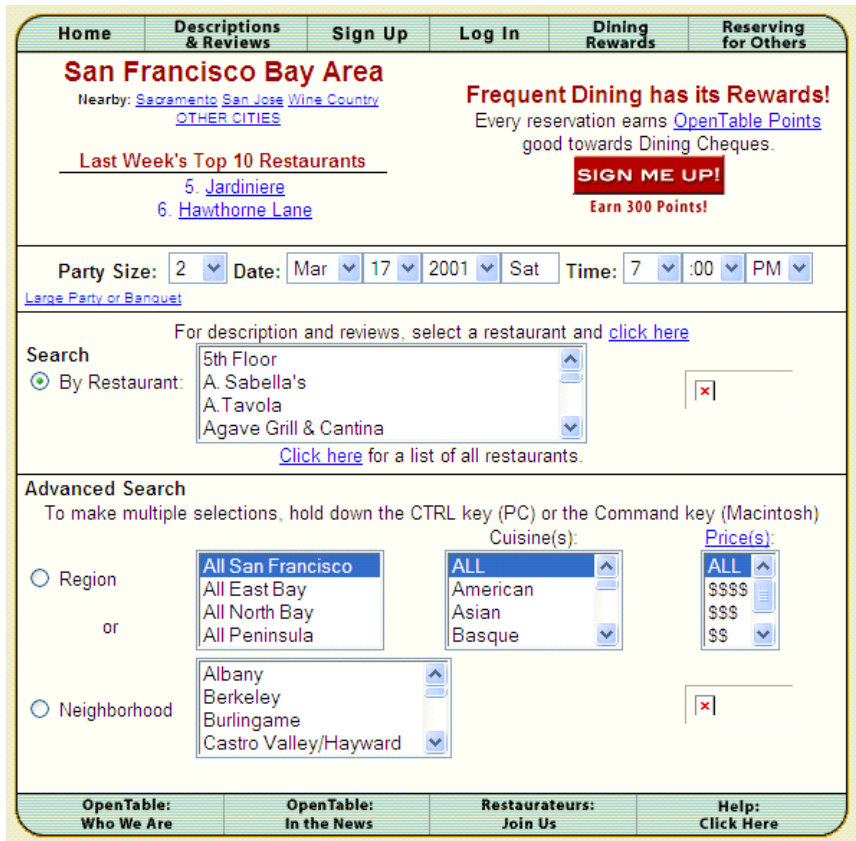 Home
Descriptions & Reviews
Sign Up
Log In
Dining Rewards
Reserving for Others
San Francisco Bay Area
Nearby: Sacramento San Jose Wine Country
OTHER CITIES
Last Week's Top 10 Restaurants
5. Jardiniere
6. Hawthorne Lane
Frequent Dining has its Rewards!
Every reservation earns OpenTable Points
good towards Dining Cheques.
SIGN ME UP!
Earn 300 Points!
Party Size: 2 Date: Mar 17 2001 Sat Time: 7 :00 PM
Large Party or Banquet
For description and reviews, select a restaurant and click here
Search
By Restaurant:
5th Floor
A. Sabella's
A.Tavola
Agave Grill & Cantina
Click here for a list of all restaurants.
Advanced Search
To make multiple selections, hold down the CTRL key (PC) or the Command key (Macintosh)
Cuisine(s): Price(s):
Region
or
All San Francisco
All East Bay
All North Bay
All Peninsula
ALL
American
Asian
Basque
ALL
$$$$
$$$
$$
Neighborhood
Albany
Berkeley
Burlingame
Castro Valley/Hayward
OpenTable:
Who We Are
OpenTable:
In the News
Restaurateurs:
Join Us
Help:
Click Here